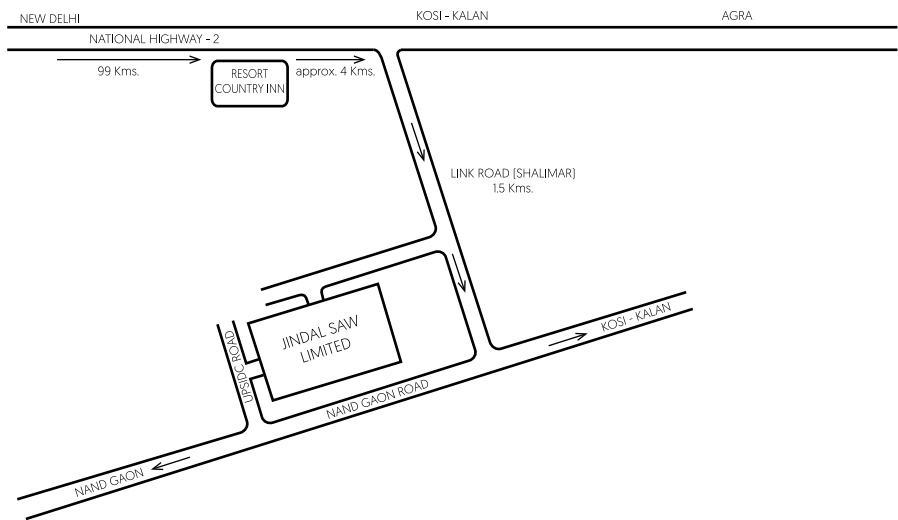 NEW DELHI
KOSI - KALAN
AGRA
NATIONAL HIGHWAY - 2
99 Kms.
RESORT
COUNTRY INN
approx. 4 Kms.
LINK ROAD (SHALIMAR)
1.5 Kms.
JINDAL SAW
LIMITED
UPSIDC ROAD
KOSI - KALAN
NAND GAON ROAD
NAND GAON